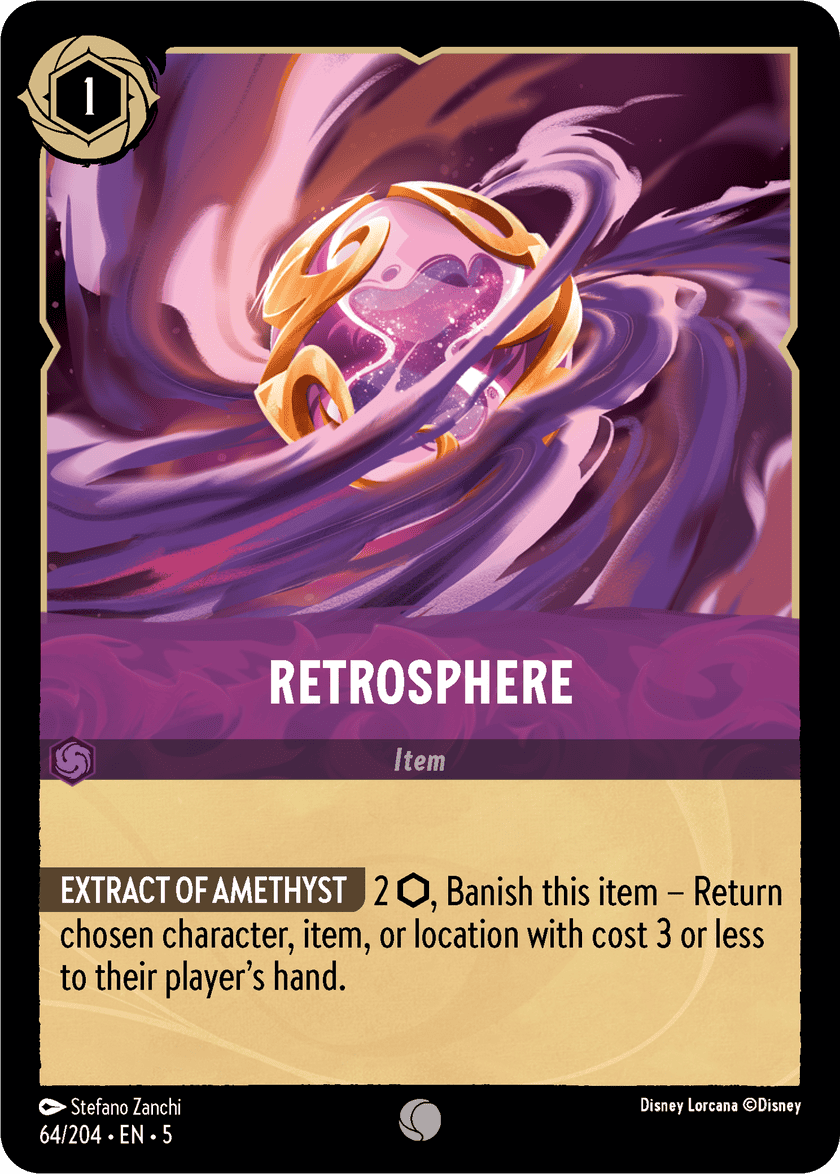 1
RETROSPHERE
Item
EXTRACT OF AMETHYST 2 ⬡, Banish this item – Return
chosen character, item, or location with cost 3 or less
to their player’s hand.
Stefano Zanchi
64/204 • EN • 5
Disney Lorcana ©Disney